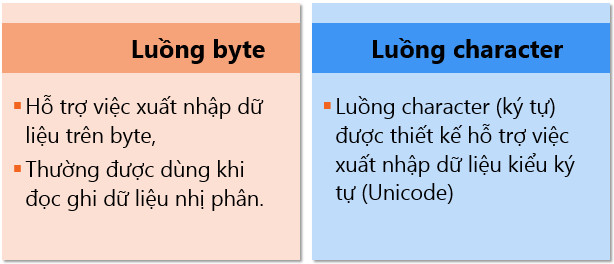 Luồng byte
Hỗ trợ việc xuất nhập dữ
liệu trên byte,
Thường được dùng khi
đọc ghi dữ liệu nhị phân.
Luồng character
Luồng character (ký tự)
được thiết kế hỗ trợ việc
xuất nhập dữ liệu kiểu ký
tự (Unicode)